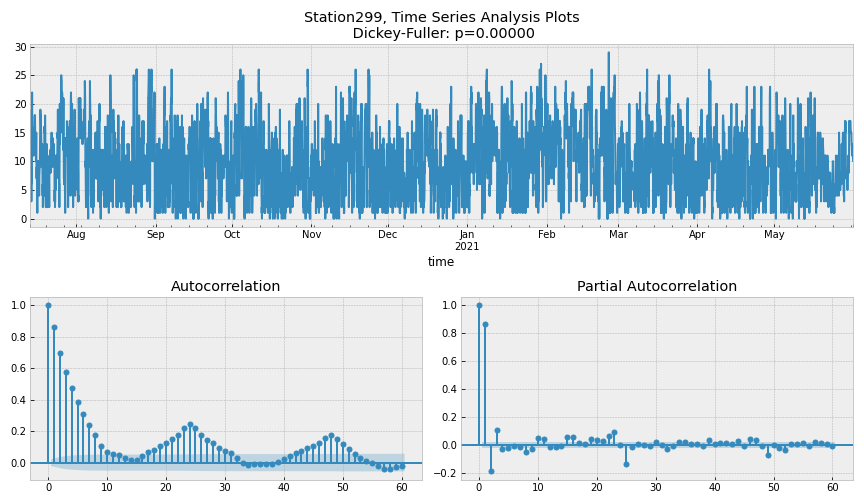 Station299, Time Series Analysis Plots
Dickey-Fuller: p=0.00000
30
25
20
15
10
5
0
Aug Sep Oct Nov Dec Jan Feb Mar Apr May
2021
time
Autocorrelation
1.0
0.8
0.6
0.4
0.2
0.0
0 10 20 30 40 50 60
Partial Autocorrelation
1.0
0.8
0.6
0.4
0.2
0.0
−0.2
0 10 20 30 40 50 60